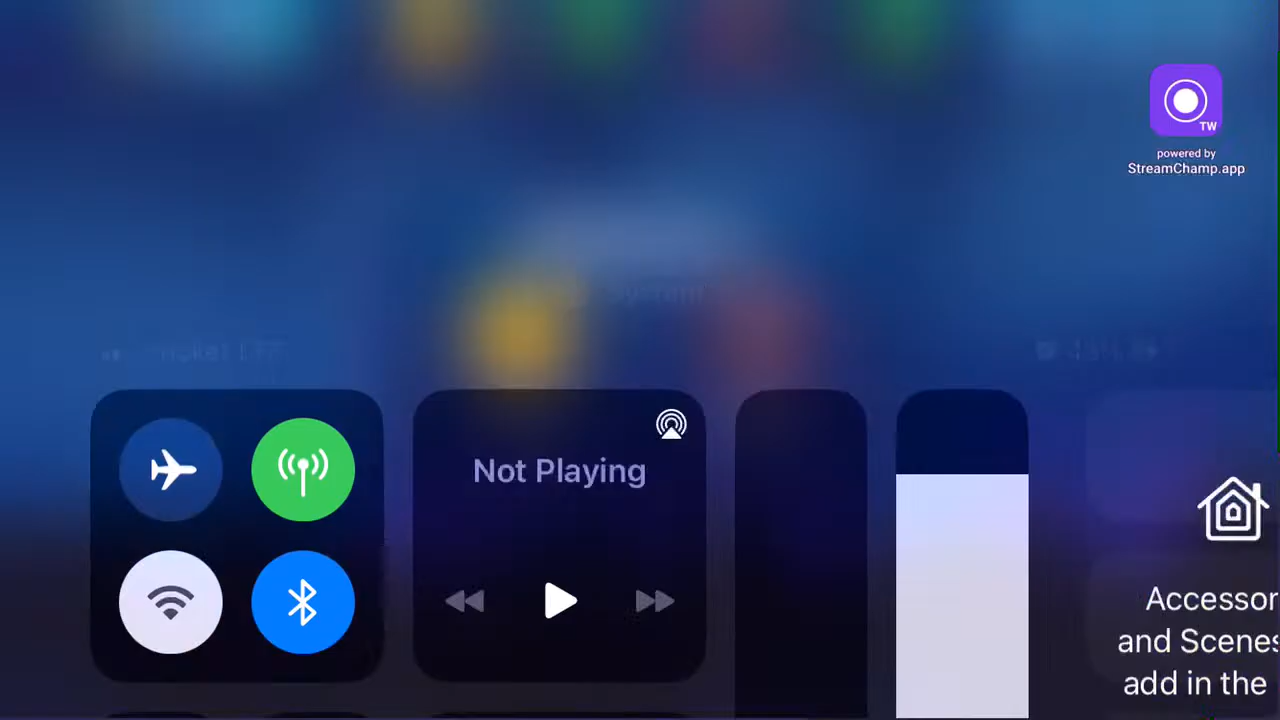 TW
powered by
StreamChamp.app
Not Playing
Accessor
and Scenes
add in the